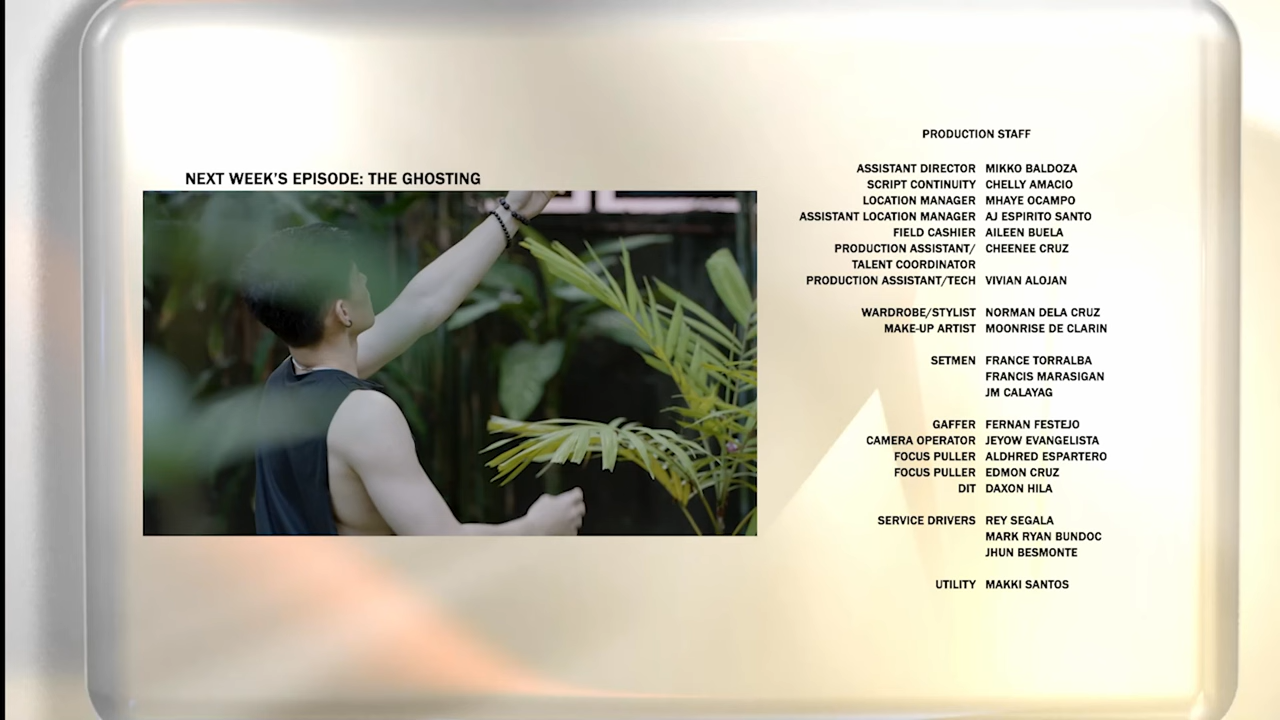 NEXT WEEK'S EPISODE: THE GHOSTING
PRODUCTION STAFF
ASSISTANT DIRECTOR MIKKO BALDOZA
SCRIPT CONTINUITY CHELLY AMACIO
LOCATION MANAGER MHAYE OCAMPO
ASSISTANT LOCATION MANAGER AJ ESPIRITO SANTO
FIELD CASHIER AILEEN BUELA
PRODUCTION ASSISTANT/ CHEENEE CRUZ
TALENT COORDINATOR
PRODUCTION ASSISTANT/TECH VIVIAN ALOJAN
WARDROBE/STYLIST NORMAN DELA CRUZ
MAKE-UP ARTIST MOONRISE DE CLARIN
SETMEN FRANCE TORRALBA
FRANCIS MARASIGAN
JM CALAYAG
GAFFER FERNAN FESTEJO
CAMERA OPERATOR JEYOW EVANGELISTA
FOCUS PULLER ALDHRED ESPARTERO
FOCUS PULLER EDMON CRUZ
DIT DAXON HILA
SERVICE DRIVERS REY SEGALA
MARK RYAN BUNDOC
JHUN BESMONTE
UTILITY MAKKI SANTOS